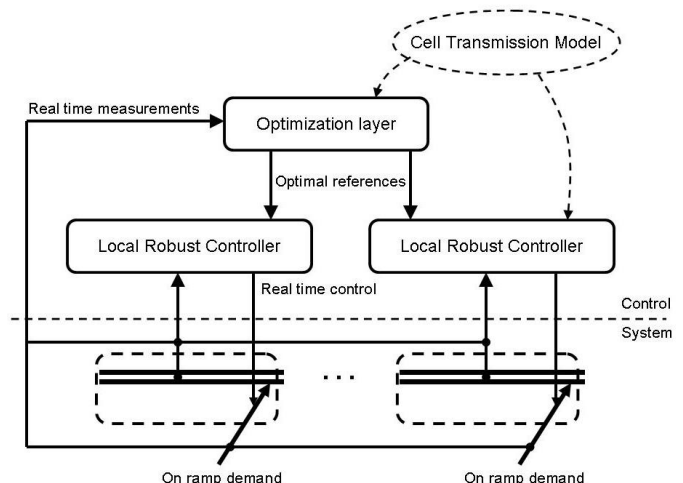 Cell Transmission Model
Real time measurements
Optimization layer
Optimal references
Local Robust Controller
Local Robust Controller
Real time control
Control
System
. . .
On ramp demand
On ramp demand